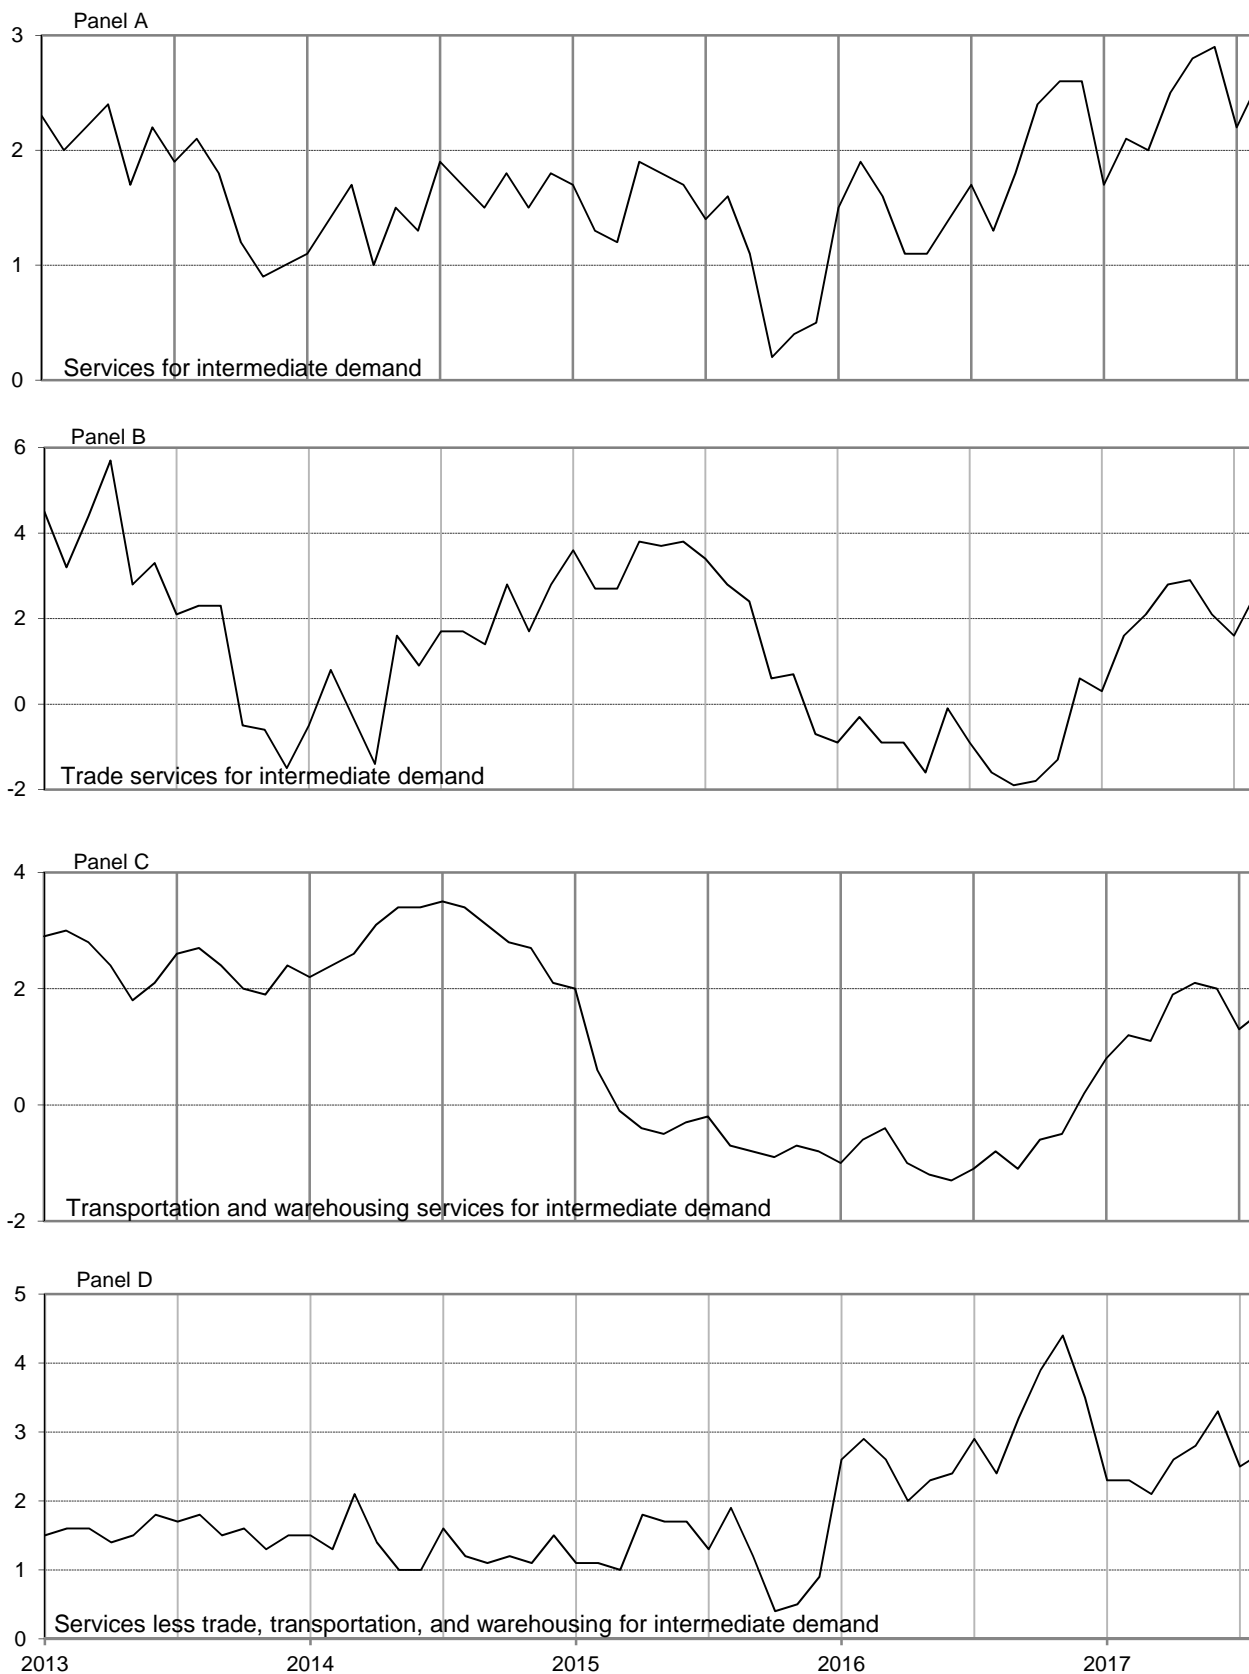 Panel A
3
2
1
0
Services for intermediate demand
Panel B
6
4
2
0
-2
Trade services for intermediate demand
Panel C
4
2
0
-2
Transportation and warehousing services for intermediate demand
Panel D
5
4
3
2
1
0
Services less trade, transportation, and warehousing for intermediate demand
2013 2014 2015 2016 2017